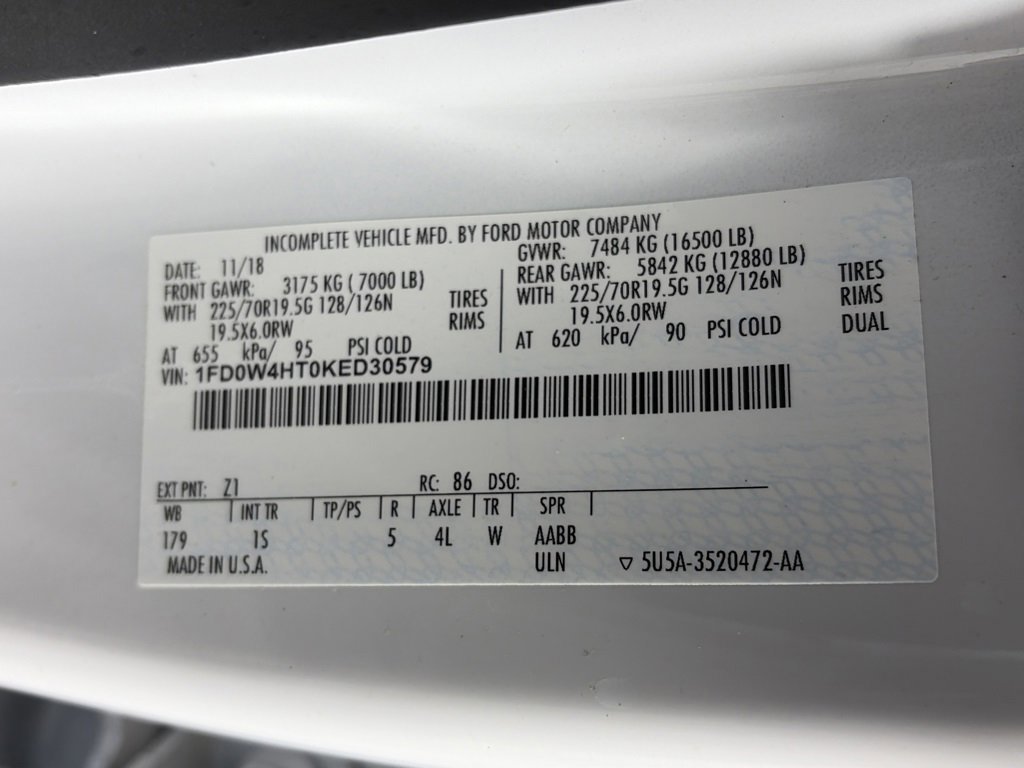 INCOMPLETE VEHICLE MFD. BY FORD MOTOR COMPANY
DATE: 11/18 GVWR: 7484 KG (16500 LB)
FRONT GAWR: 3175 KG ( 7000 LB) REAR GAWR: 5842 KG (12880 LB)
WITH 225/70R19.5G 128/126N TIRES WITH 225/70R19.5G 128/126N TIRES
19.5X6.0RW RIMS 19.5X6.0RW RIMS
AT 655 kPa/ 95 PSI COLD AT 620 kPa/ 90 PSI COLD DUAL
VIN: 1FD0W4HT0KED30579
EXT PNT: Z1 RC: 86 DSO:
WB INT TR TP/PS R AXLE TR SPR
179 1S 5 4L W AABB
MADE IN U.S.A. ULN ▽ 5U5A-3520472-AA